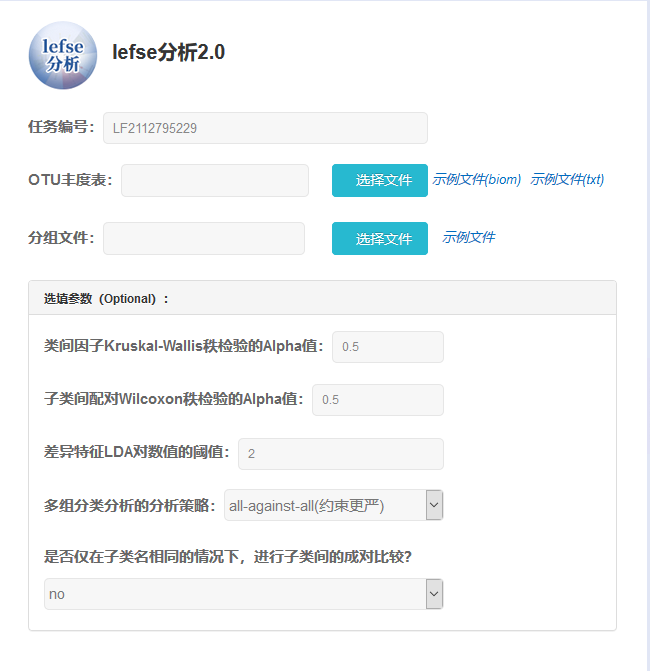 lefse
分析
lefse分析2.0
任务编号：LF2112795229
OTU丰度表：选择文件 示例文件(biom) 示例文件(txt)
分组文件：选择文件 示例文件
选填参数（Optional）：
类间因子Kruskal-Wallis秩检验的Alpha值：0.5
子类间配对Wilcoxon秩检验的Alpha值：0.5
差异特征LDA对数值的阈值：2
多组分类分析的分析策略：all-against-all(约束更严)
是否仅在子类名相同的情况下，进行子类间的成对比较?
no